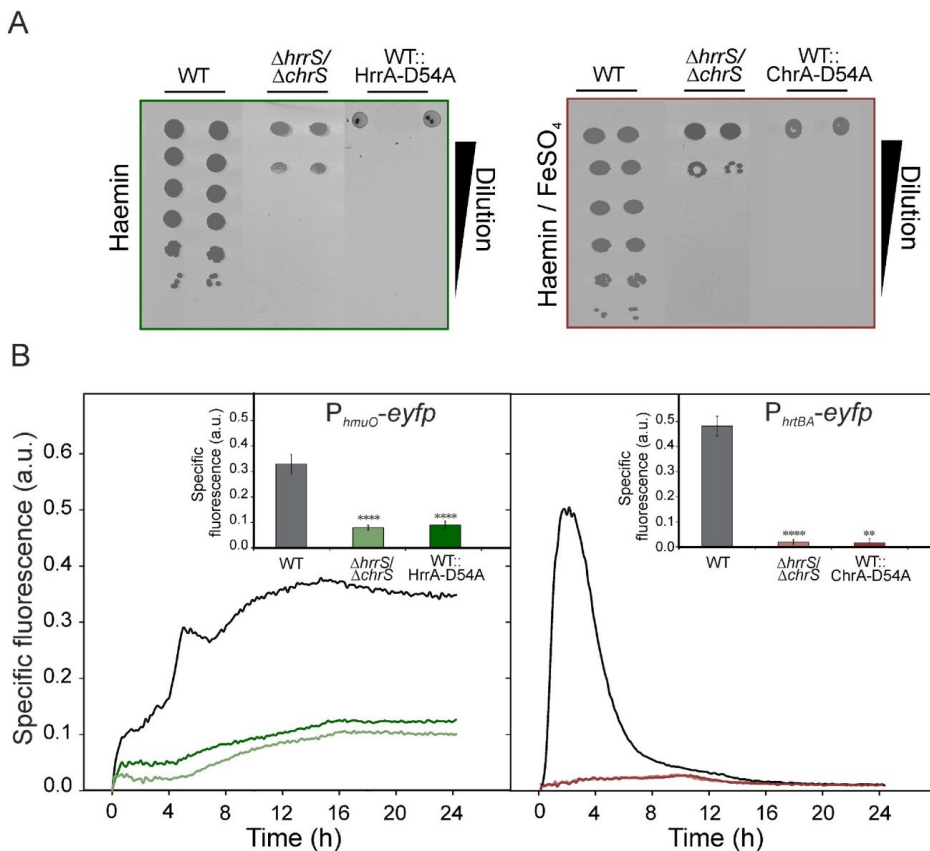 A
WT
ΔhrrS/
ΔchrS
WT::
HrrA-D54A
Haemin
Dilution
WT
ΔhrrS/
ΔchrS
WT::
ChrA-D54A
Haemin / FeSO₄
Dilution
B
PhmuO-eyfp
Specific
fluorescence (a.u.)
0.5
0.4
0.3
0.2
0.1
0.0
****
****
WT
ΔhrrS/
ΔchrS
WT::
HrrA-D54A
Specific fluorescence (a.u.)
0.6
0.5
0.4
0.3
0.2
0.1
0.0
0 4 8 12 16 20 24
Time (h)
PhrtBA-eyfp
Specific
fluorescence (a.u.)
0.5
0.4
0.3
0.2
0.1
0.0
****
**
WT
ΔhrrS/
ΔchrS
WT::
ChrA-D54A
0 4 8 12 16 20 24
Time (h)